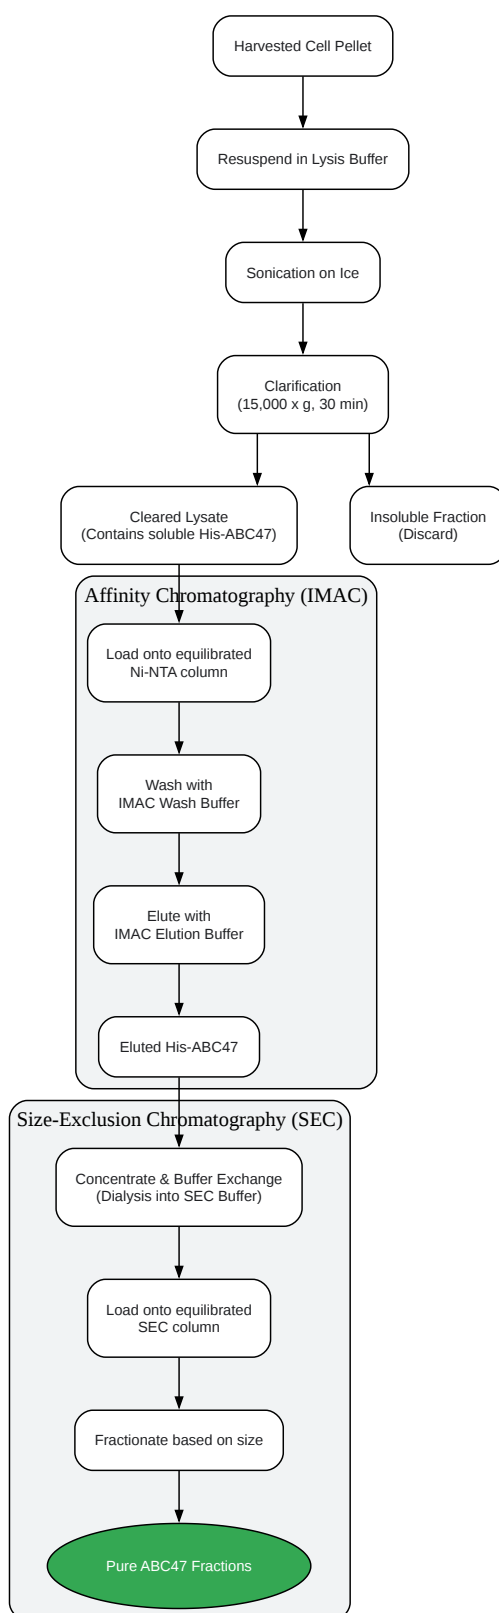 Harvested Cell Pellet
Resuspend in Lysis Buffer
Sonication on Ice
Clarification
(15,000 x g, 30 min)
Cleared Lysate
(Contains soluble His-ABC47)
Insoluble Fraction
(Discard)
Affinity Chromatography (IMAC)
Load onto equilibrated
Ni-NTA column
Wash with
IMAC Wash Buffer
Elute with
IMAC Elution Buffer
Eluted His-ABC47
Size-Exclusion Chromatography (SEC)
Concentrate & Buffer Exchange
(Dialysis into SEC Buffer)
Load onto equilibrated
SEC column
Fractionate based on size
Pure ABC47 Fractions